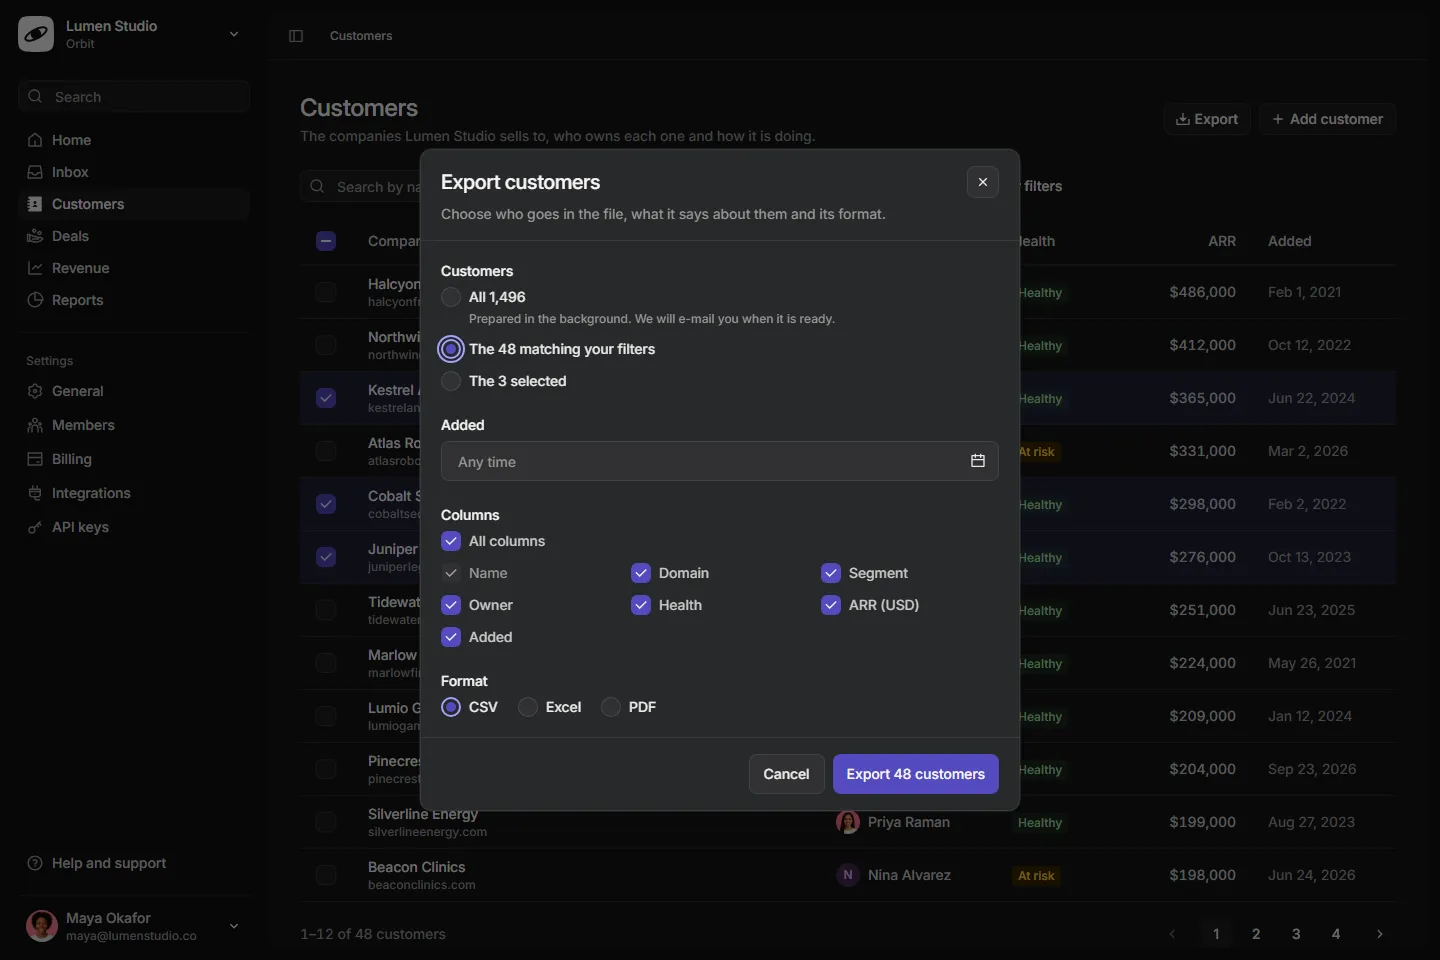 Lumen Studio
Orbit
Search
Home
Inbox
Customers
Deals
Revenue
Reports
Settings
General
Members
Billing
Integrations
API keys
Help and support
Maya Okafor
maya@lumenstudio.co
Customers
Customers
The companies Lumen Studio sells to, who owns each one and how it is doing.
Export
Add customer
Search by
filters
ARR Added
Halcyon $486,000 Feb 1, 2021
Healthy
$412,000 Oct 12, 2022
Healthy
Kestrel $365,000 Jun 22, 2024
Healthy
Atlas $331,000 Mar 2, 2026
At risk
Cobalt $298,000 Feb 2, 2022
Healthy
Juniper $276,000 Oct 13, 2023
Healthy
$251,000 Jun 23, 2025
Healthy
Marlow $224,000 May 26, 2021
Healthy
Lumio $209,000 Jan 12, 2024
Healthy
$204,000 Sep 23, 2026
Healthy
Silverline Energy
silverlineenergy.com
Priya Raman Healthy $199,000 Aug 27, 2023
Beacon Clinics
beaconclinics.com
N Nina Alvarez At risk $198,000 Jun 24, 2026
1–12 of 48 customers
1 2 3 4
Export customers
Choose who goes in the file, what it says about them and its format.
Customers
All 1,496
Prepared in the background. We will e-mail you when it is ready.
The 48 matching your filters
The 3 selected
Added
Any time
Columns
All columns
Name Domain Segment
Owner Health ARR (USD)
Added
Format
CSV Excel PDF
Cancel
Export 48 customers